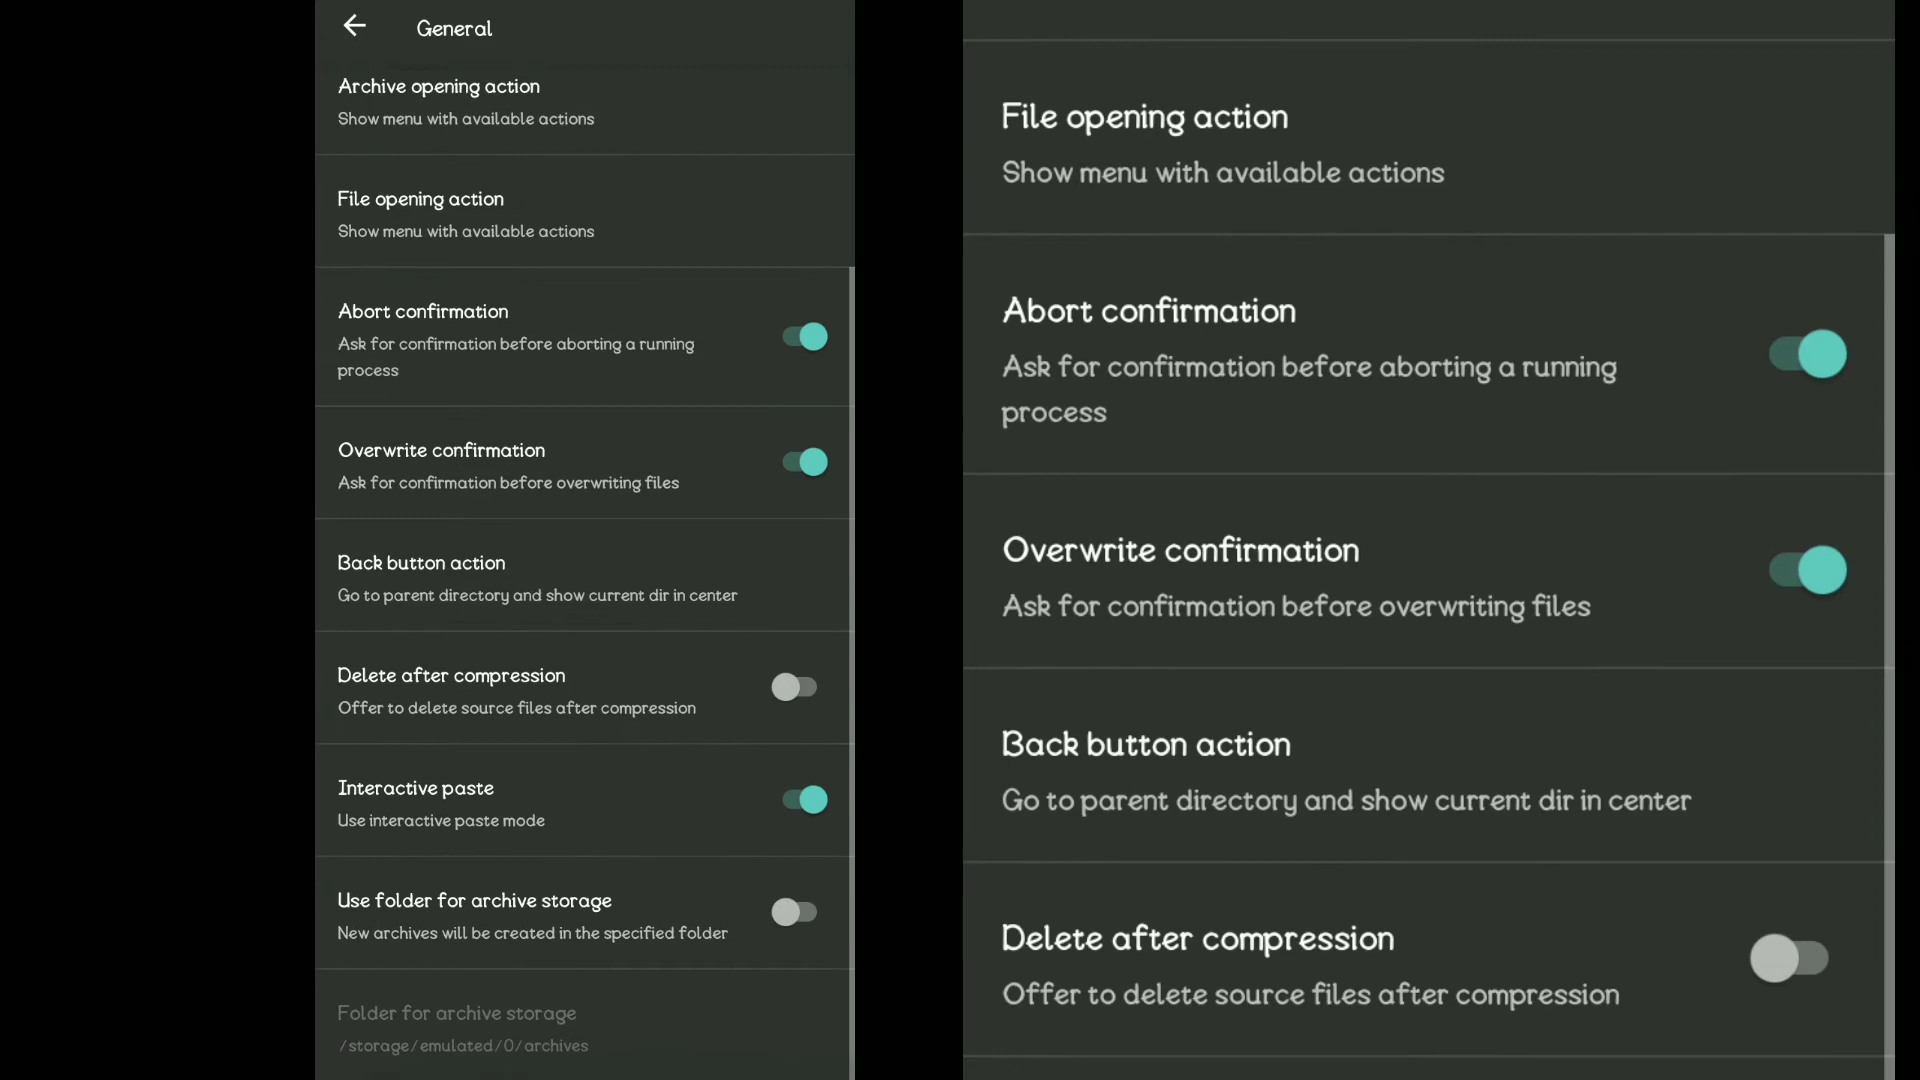 General
Archive opening action
Show menu with available actions
File opening action
Show menu with available actions
Abort confirmation
Ask for confirmation before aborting a running
process
Overwrite confirmation
Ask for confirmation before overwriting files
Back button action
Go to parent directory and show current dir in center
Delete after compression
Offer to delete source files after compression
Interactive paste
Use interactive paste mode
Use folder for archive storage
New archives will be created in the specified folder
Folder for archive storage
/storage/emulated/0/archives
File opening action
Show menu with available actions
Abort confirmation
Ask for confirmation before aborting a running
process
Overwrite confirmation
Ask for confirmation before overwriting files
Back button action
Go to parent directory and show current dir in center
Delete after compression
Offer to delete source files after compression